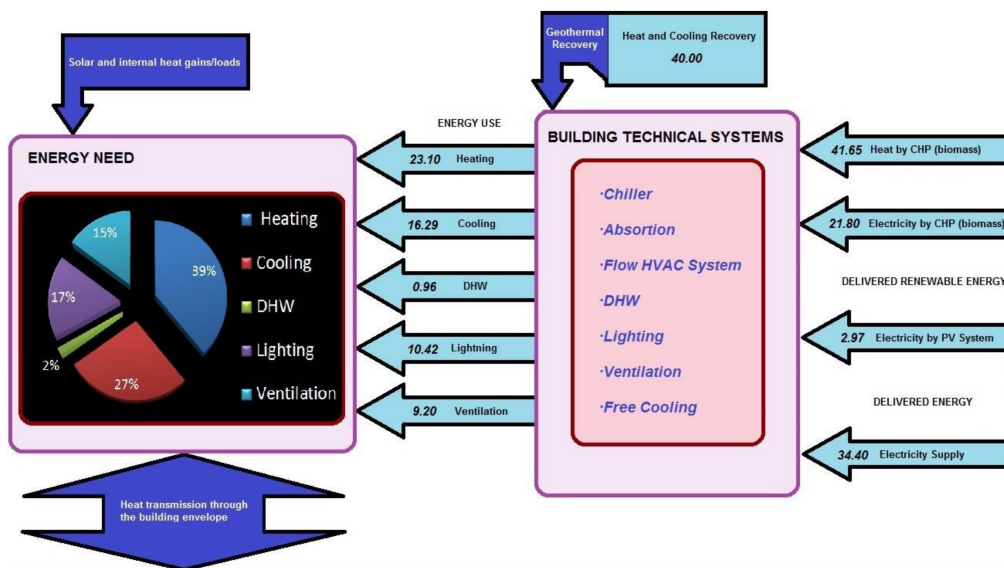 Solar and internal heat gains/loads
Geothermal
Recovery
Heat and Cooling Recovery
40.00
ENERGY NEED
39%
27%
2%
17%
15%
Heating
Cooling
DHW
Lighting
Ventilation
Heat transmission through
the building envelope
ENERGY USE
23.10 Heating
16.29 Cooling
0.96 DHW
10.42 Lightning
9.20 Ventilation
BUILDING TECHNICAL SYSTEMS
·Chiller
·Absortion
·Flow HVAC System
·DHW
·Lighting
·Ventilation
·Free Cooling
41.65 Heat by CHP (biomass)
21.80 Electricity by CHP (biomass)
DELIVERED RENEWABLE ENERGY
2.97 Electricity by PV System
DELIVERED ENERGY
34.40 Electricity Supply